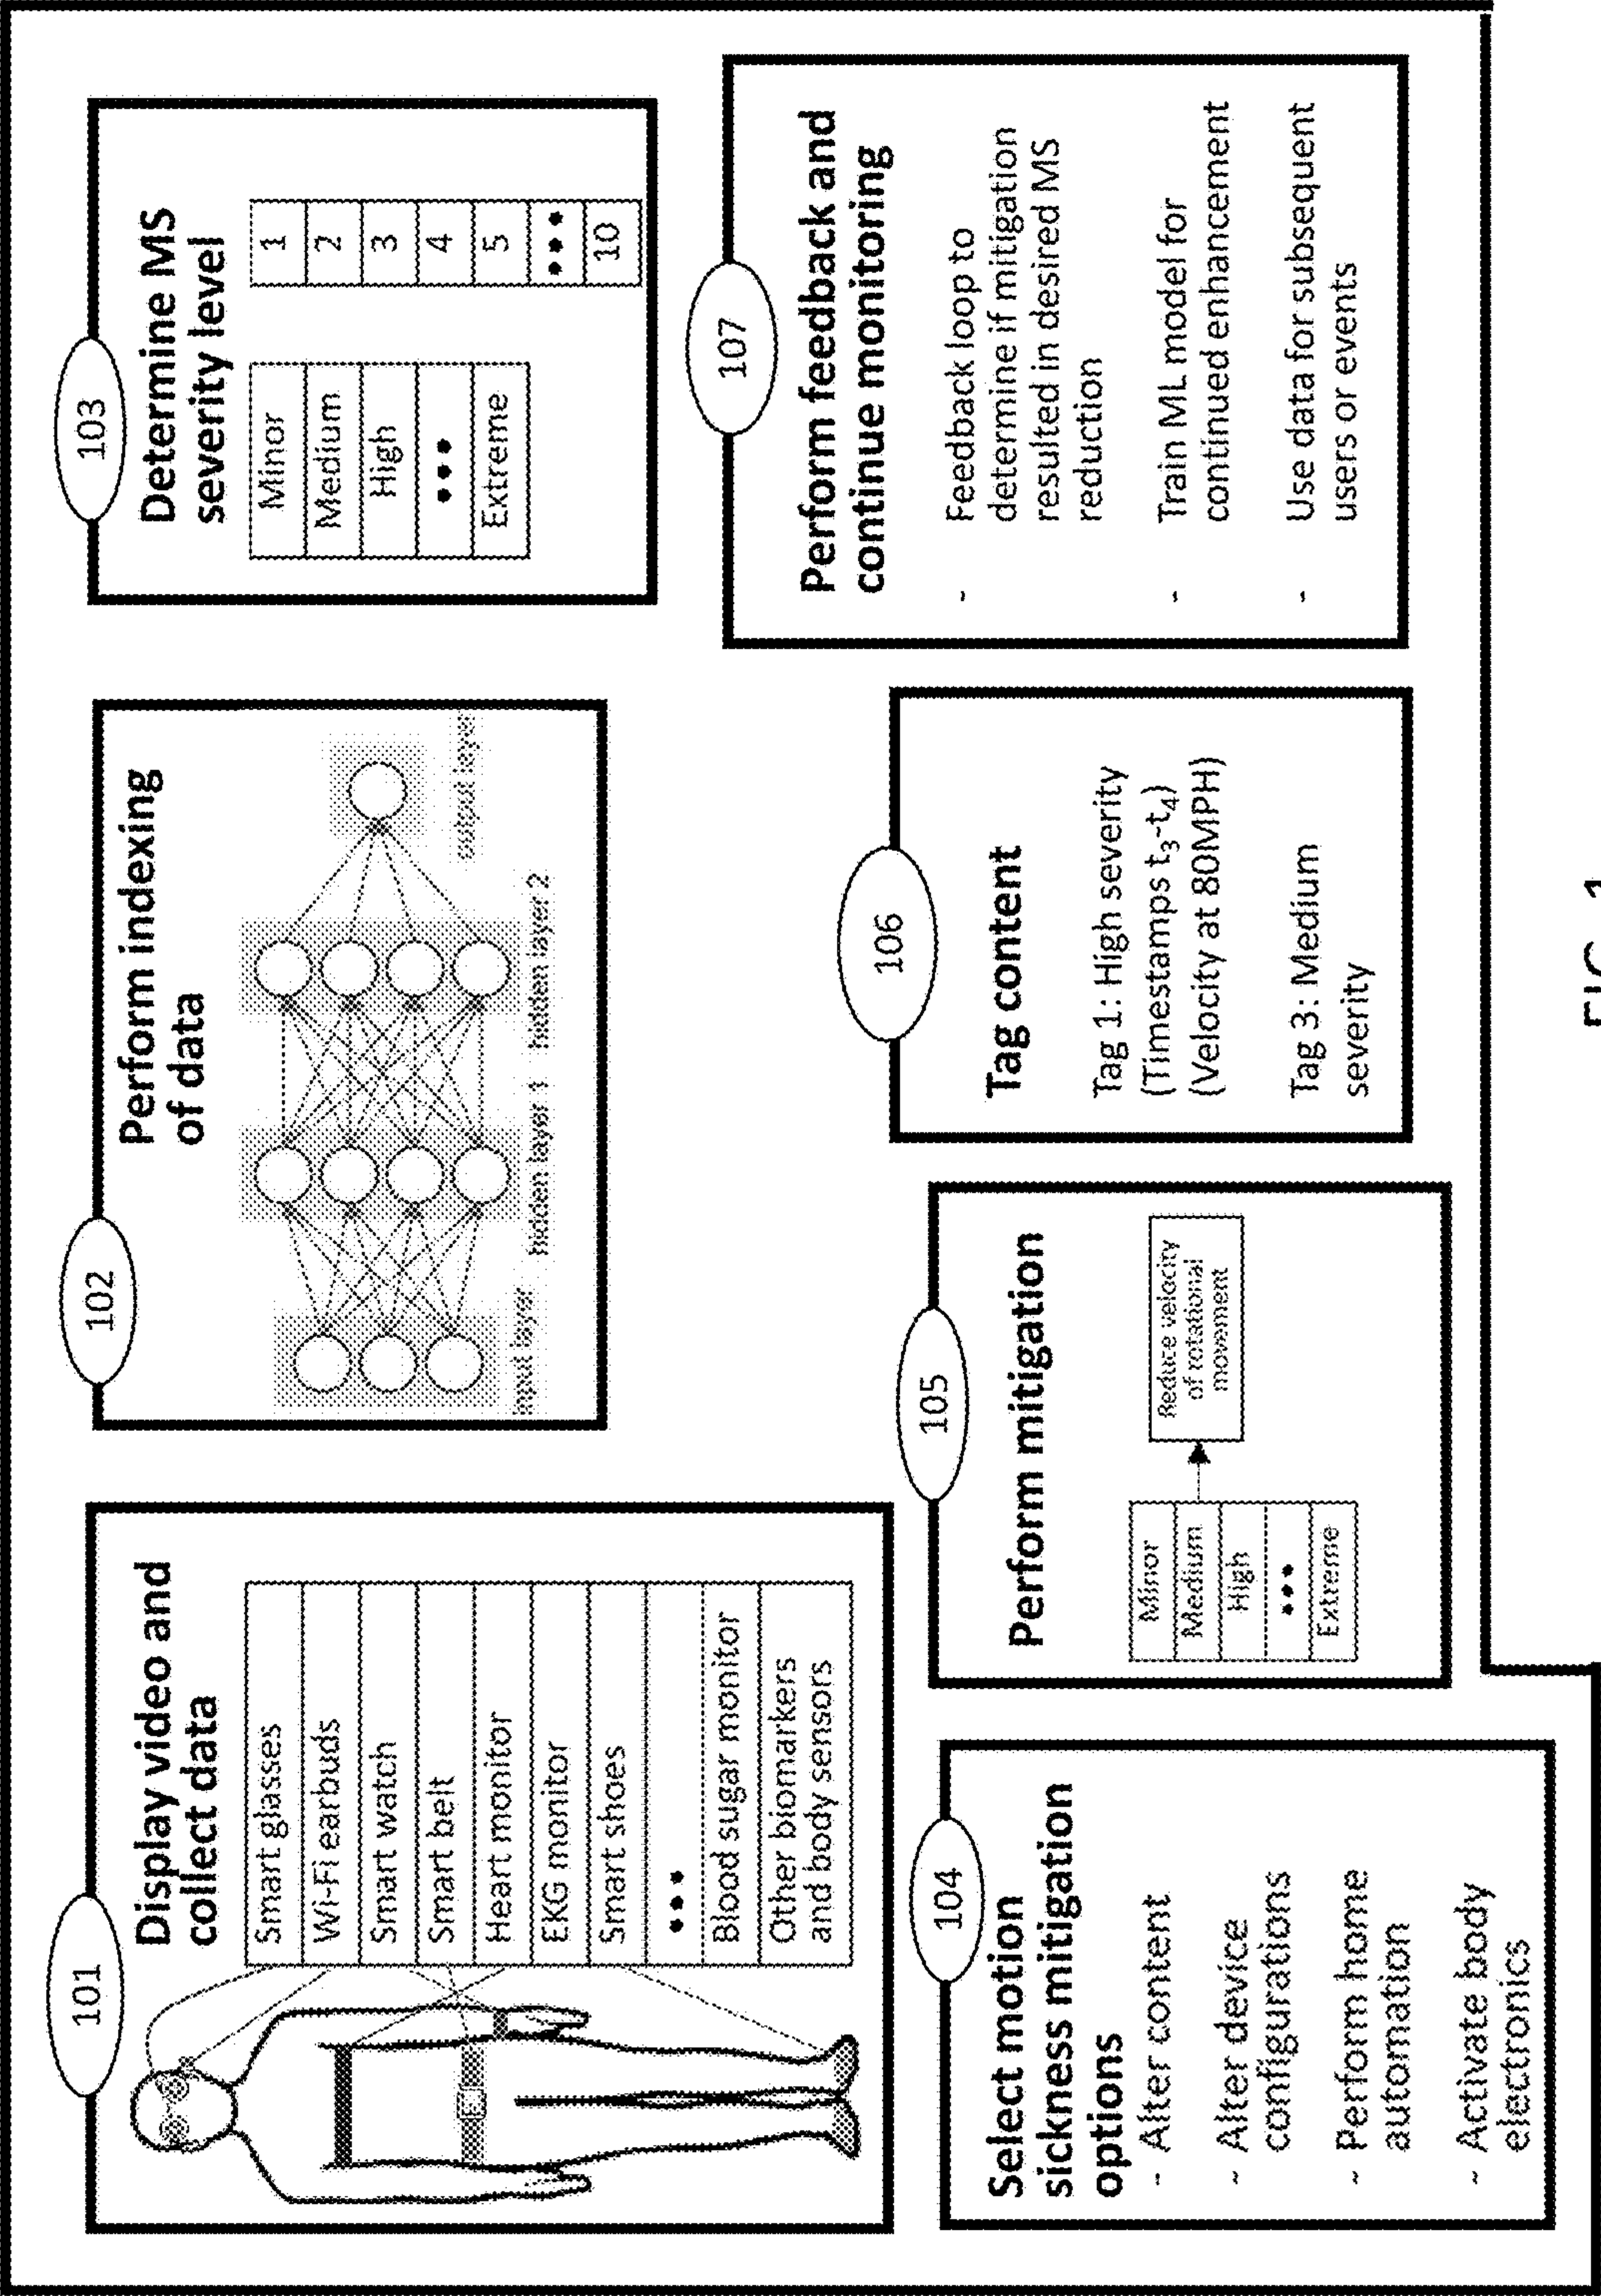 101
Display video and
collect data
Smart glasses
Wi-Fi earbuds
Smart watch
Smart belt
Heart monitor
EKG monitor
Smart shoes
•••
Blood sugar monitor
Other biomarkers
and body sensors
102
Perform indexing
of data
input layer
hidden layer 1
hidden layer 2
output layer
103
Determine MS
severity level
Minor
Medium
High
•••
Extreme
1
2
3
4
5
•••
10
104
Select motion
sickness mitigation
options
- Alter content
~ Alter device
configurations
~ Perform home
automation
~ Activate body
electronics
105
Perform mitigation
Minor
Medium
High
•••
Extreme
Reduce velocity
of rotational
movement
106
Tag content
Tag 1: High severity
(Timestamps t3-t4)
(Velocity at 80MPH)
Tag 3: Medium
severity
107
Perform feedback and
continue monitoring
- Feedback loop to
determine if mitigation
resulted in desired MS
reduction
- Train ML model for
continued enhancement
- Use data for subsequent
users or events
FIG. 1